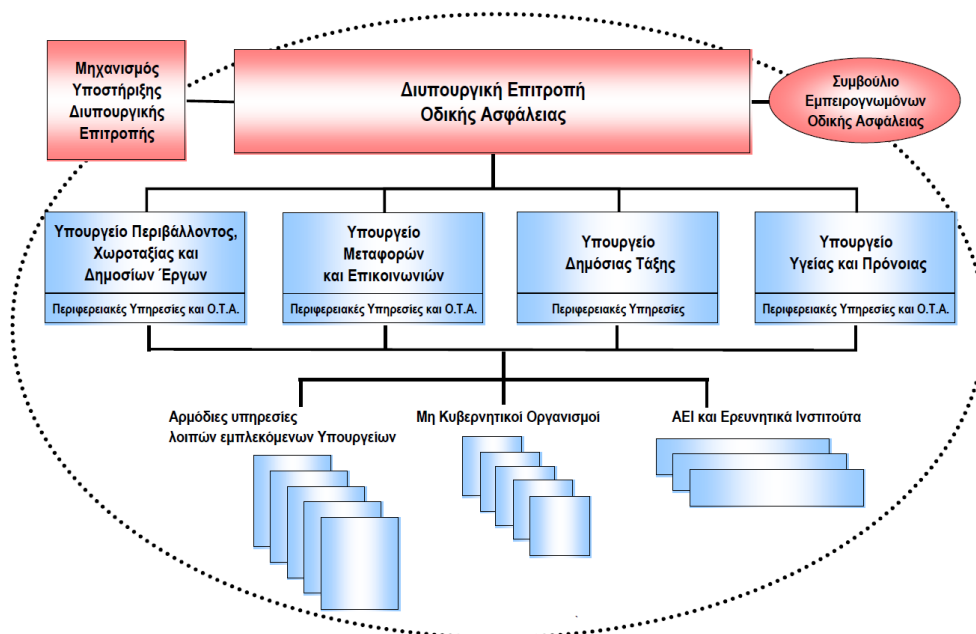 Μηχανισμός
Υποστήριξης
Διυπουργικής
Επιτροπής
Διυπουργική Επιτροπή
Οδικής Ασφάλειας
Συμβούλιο
Εμπειρογνωμόνων
Οδικής Ασφάλειας
Υπουργείο Περιβάλλοντος,
Χωροταξίας και
Δημοσίων Έργων
Περιφερειακές Υπηρεσίες και Ο.Τ.Α.
Υπουργείο
Μεταφορών
και Επικοινωνιών
Περιφερειακές Υπηρεσίες και Ο.Τ.Α.
Υπουργείο
Δημόσιας Τάξης
Περιφερειακές Υπηρεσίες
Υπουργείο
Υγείας και Πρόνοιας
Περιφερειακές Υπηρεσίες και Ο.Τ.Α.
Αρμόδιες υπηρεσίες
λοιπών εμπλεκόμενων Υπουργείων
Μη Κυβερνητικοί Οργανισμοί
ΑΕΙ και Ερευνητικά Ινστιτούτα